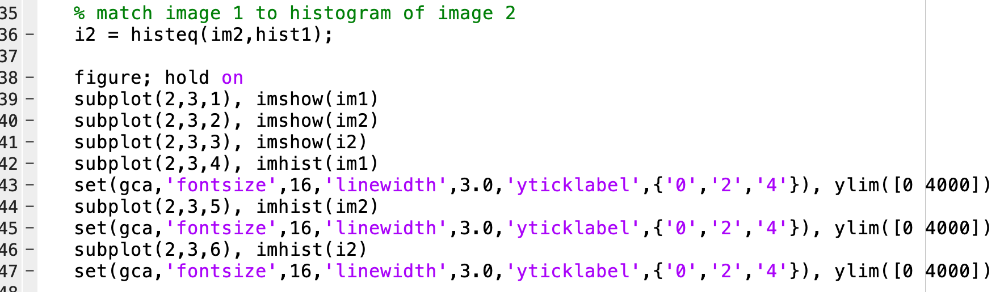 35 % match image 1 to histogram of image 2
36 - i2 = histeq(im2,hist1);
37
38 - figure; hold on
39 - subplot(2,3,1), imshow(im1)
40 - subplot(2,3,2), imshow(im2)
41 - subplot(2,3,3), imshow(i2)
42 - subplot(2,3,4), imhist(im1)
43 - set(gca,'fontsize',16,'linewidth',3.0,'yticklabel',{'0','2','4'}), ylim([0 4000])
44 - subplot(2,3,5), imhist(im2)
45 - set(gca,'fontsize',16,'linewidth',3.0,'yticklabel',{'0','2','4'}), ylim([0 4000])
46 - subplot(2,3,6), imhist(i2)
47 - set(gca,'fontsize',16,'linewidth',3.0,'yticklabel',{'0','2','4'}), ylim([0 4000])
48